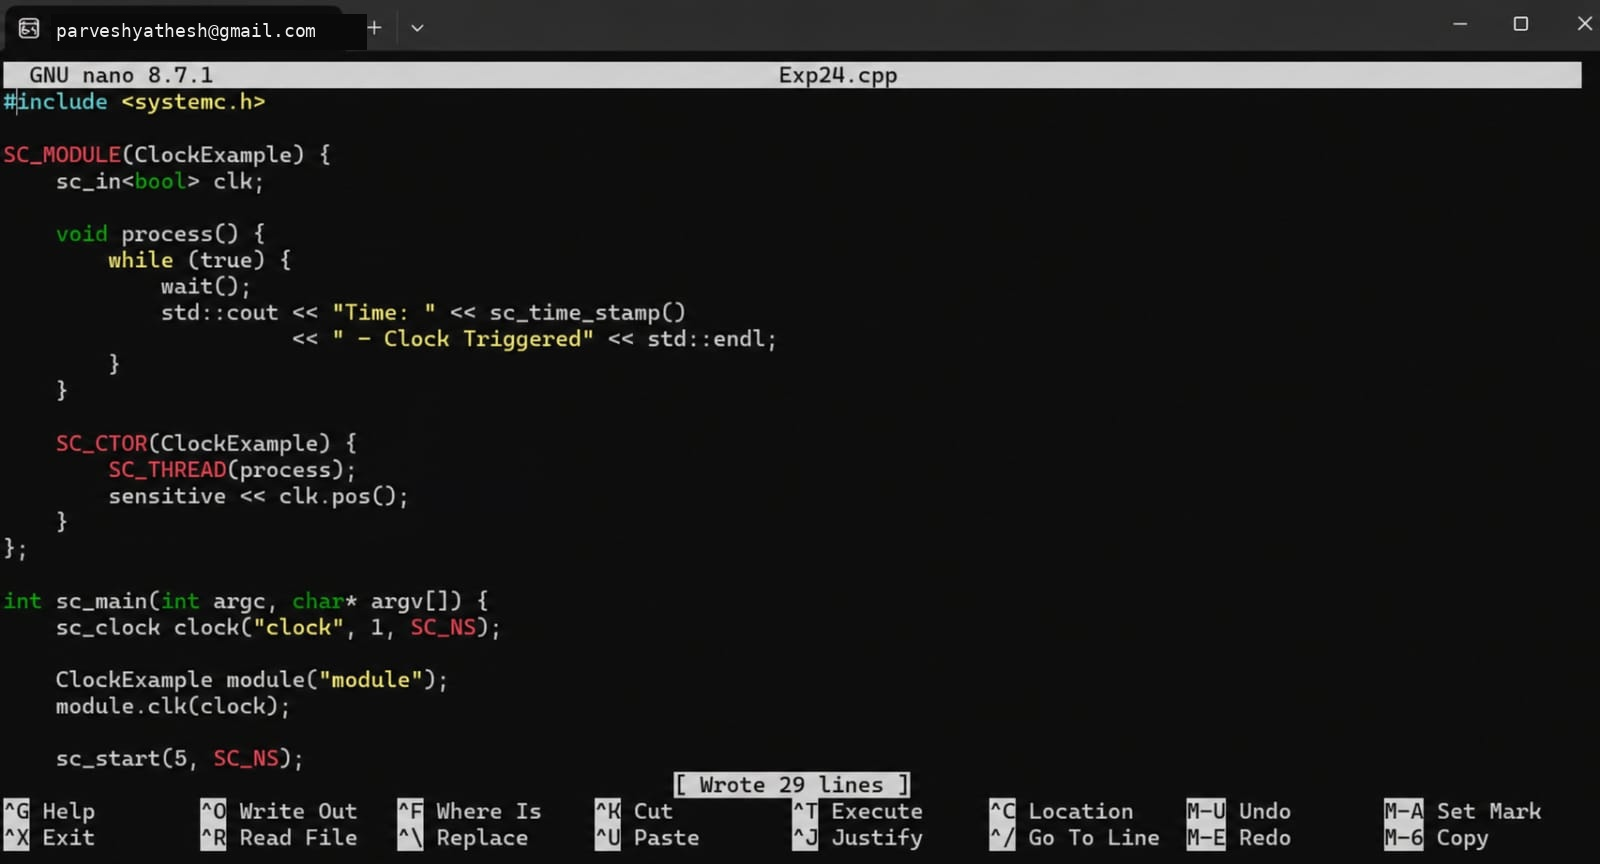 parveshyathesh@gmail.com
GNU nano 8.7.1 Exp24.cpp
#include <systemc.h>
SC_MODULE(ClockExample) {
    sc_in<bool> clk;
    void process() {
        while (true) {
            wait();
            std::cout << "Time: " << sc_time_stamp()
                      << " - Clock Triggered" << std::endl;
        }
    }
    SC_CTOR(ClockExample) {
        SC_THREAD(process);
        sensitive << clk.pos();
    }
};
int sc_main(int argc, char* argv[]) {
    sc_clock clock("clock", 1, SC_NS);
    ClockExample module("module");
    module.clk(clock);
    sc_start(5, SC_NS);
[ Wrote 29 lines ]
^G Help ^O Write Out ^F Where Is ^K Cut ^T Execute ^C Location M-U Undo M-A Set Mark
^X Exit ^R Read File ^\ Replace ^U Paste ^J Justify ^/ Go To Line M-E Redo M-6 Copy